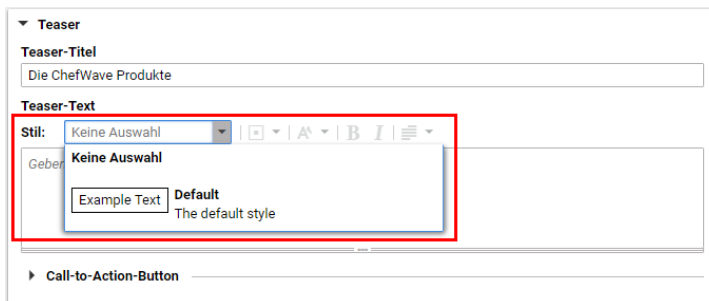 Teaser
Teaser-Titel
Die ChefWave Produkte
Teaser-Text
Stil: Keine Auswahl B I
Geben
Keine Auswahl
Example Text Default
The default style
Call-to-Action-Button